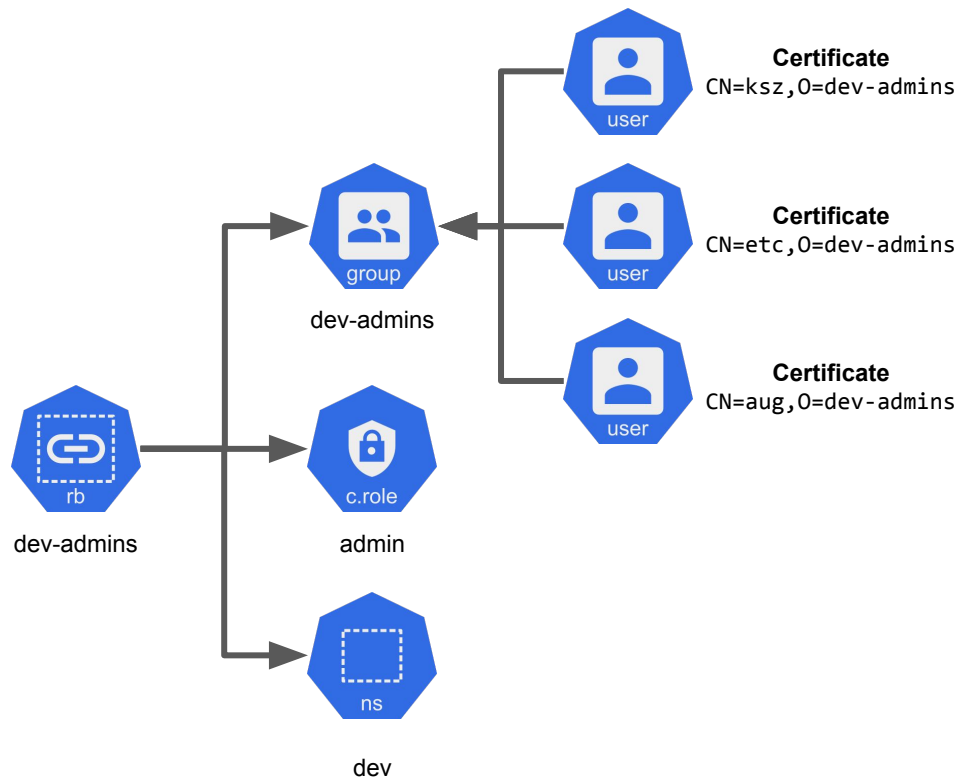 user
Certificate
CN=ksz,O=dev-admins
group
dev-admins
user
Certificate
CN=etc,O=dev-admins
user
Certificate
CN=aug,O=dev-admins
rb
dev-admins
c.role
admin
ns
dev